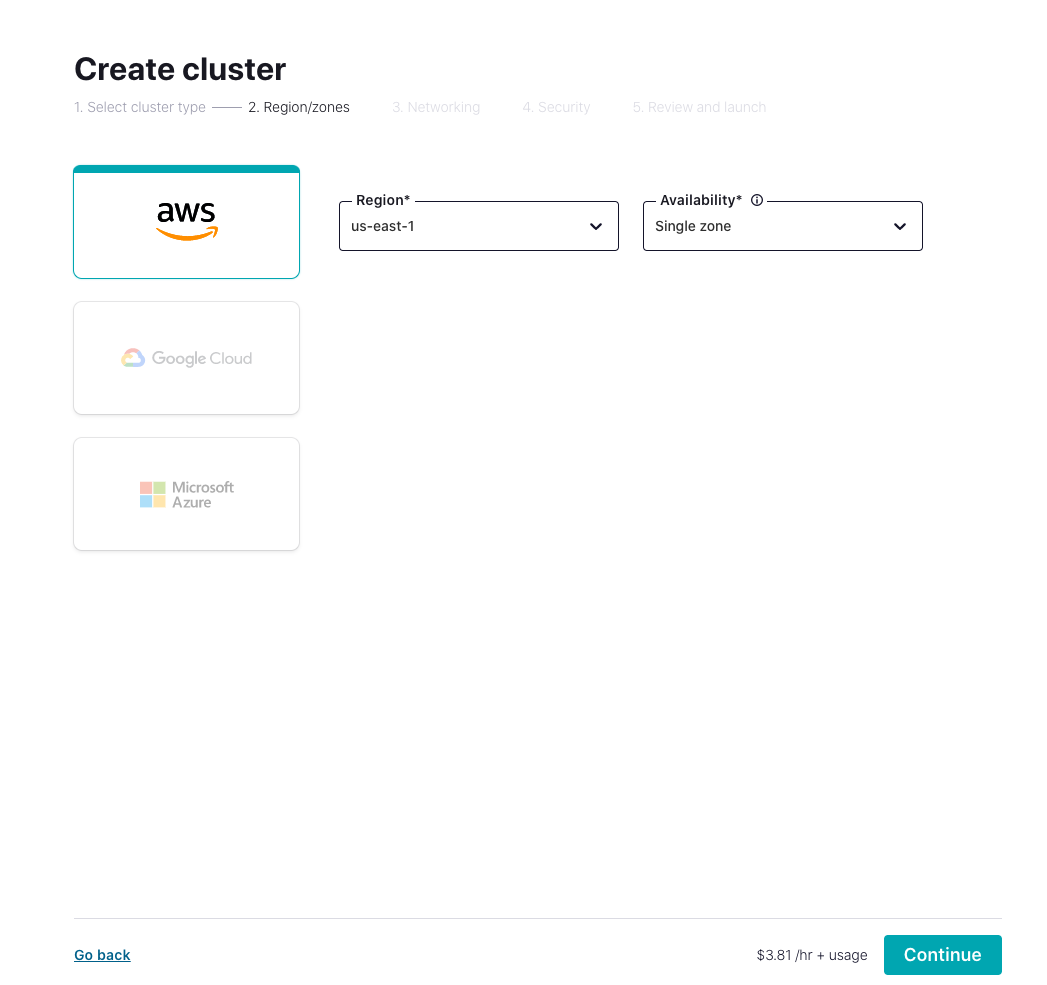 Create cluster
1. Select cluster type 2. Region/zones 3. Networking 4. Security 5. Review and launch
aws
Region*
us-east-1
Availability*
Single zone
Google Cloud
Microsoft
Azure
Go back
$3.81 /hr + usage
Continue